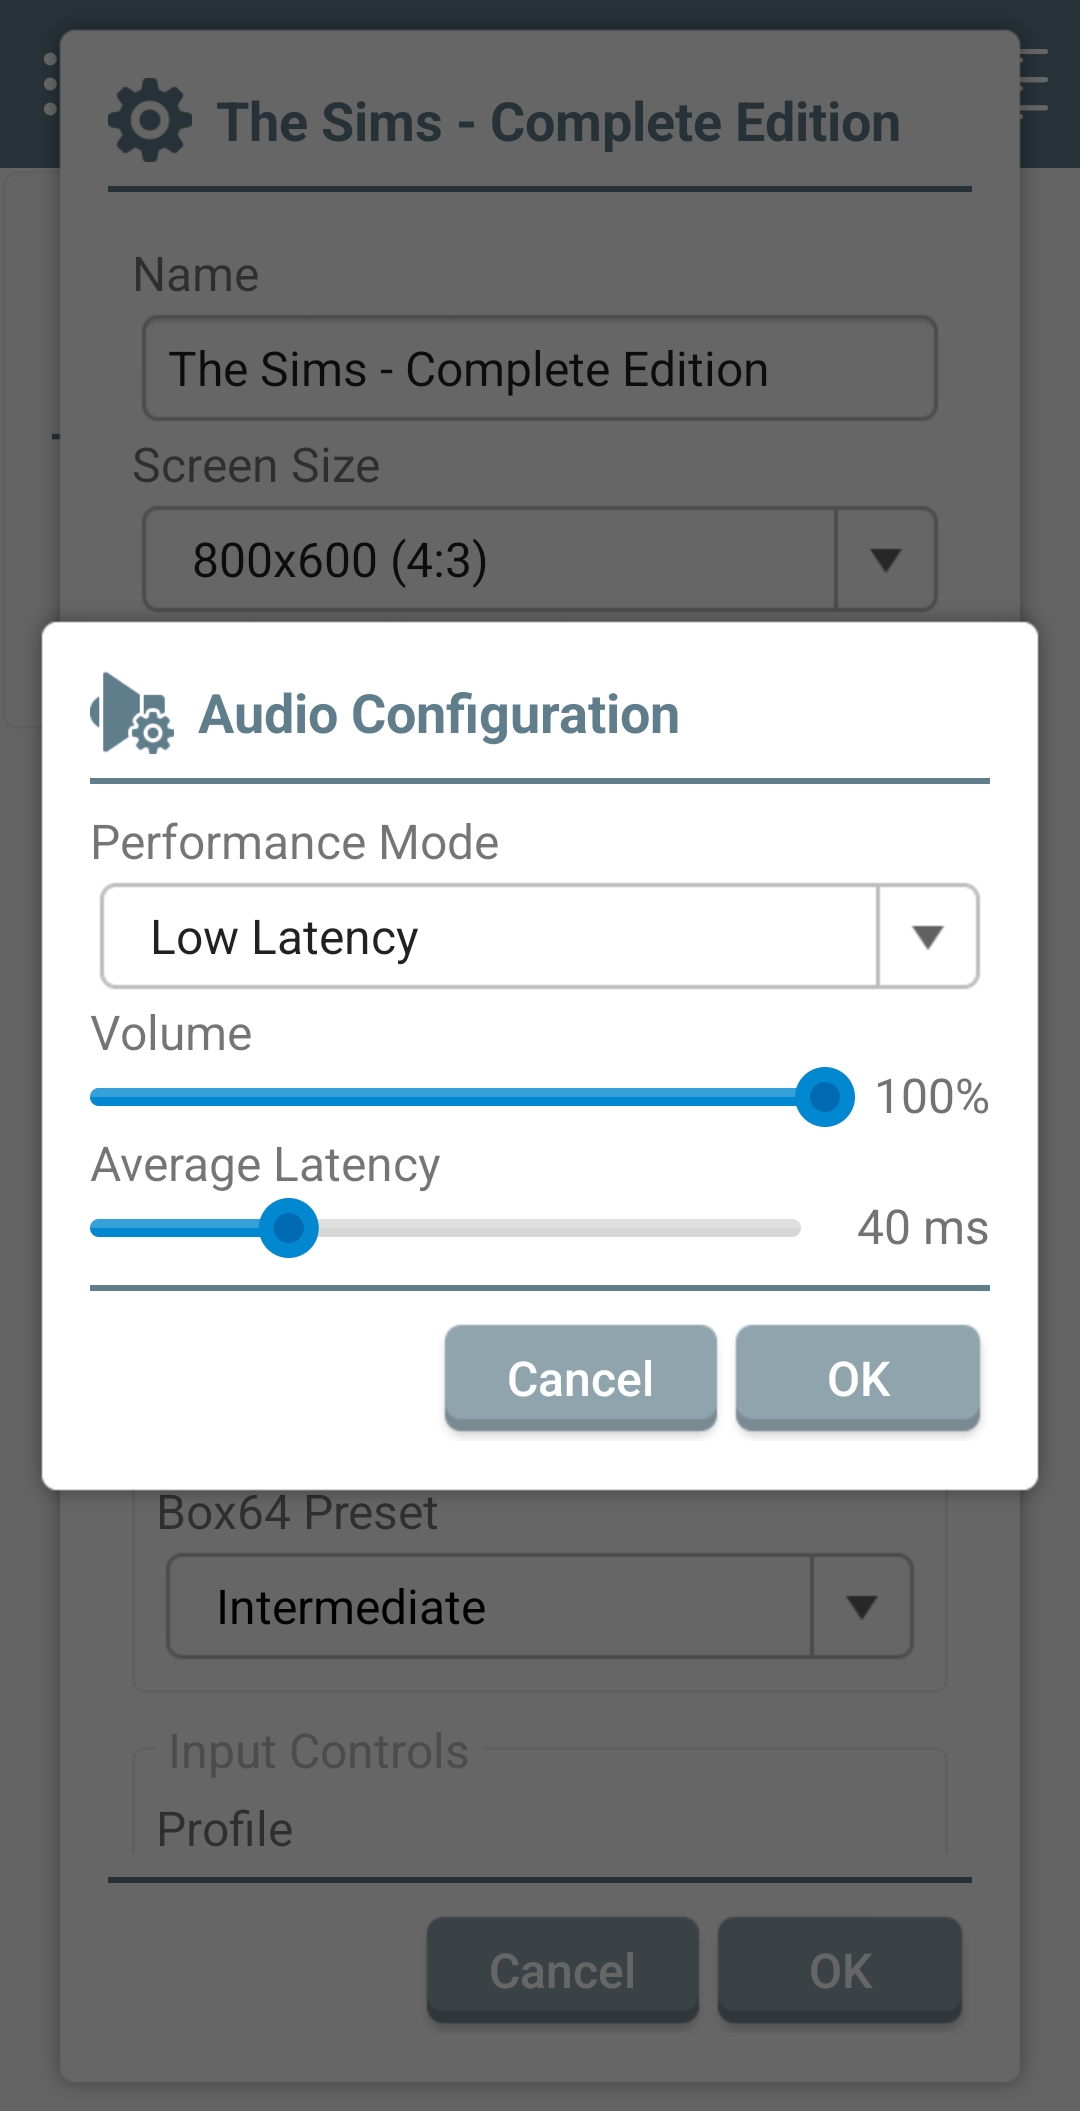 The Sims - Complete Edition
Name
The Sims - Complete Edition
Screen Size
800x600 (4:3)
Audio Configuration
Performance Mode
Low Latency
Volume
100%
Average Latency
40 ms
Cancel
OK
Box64 Preset
Intermediate
Input Controls
Profile
Cancel
OK